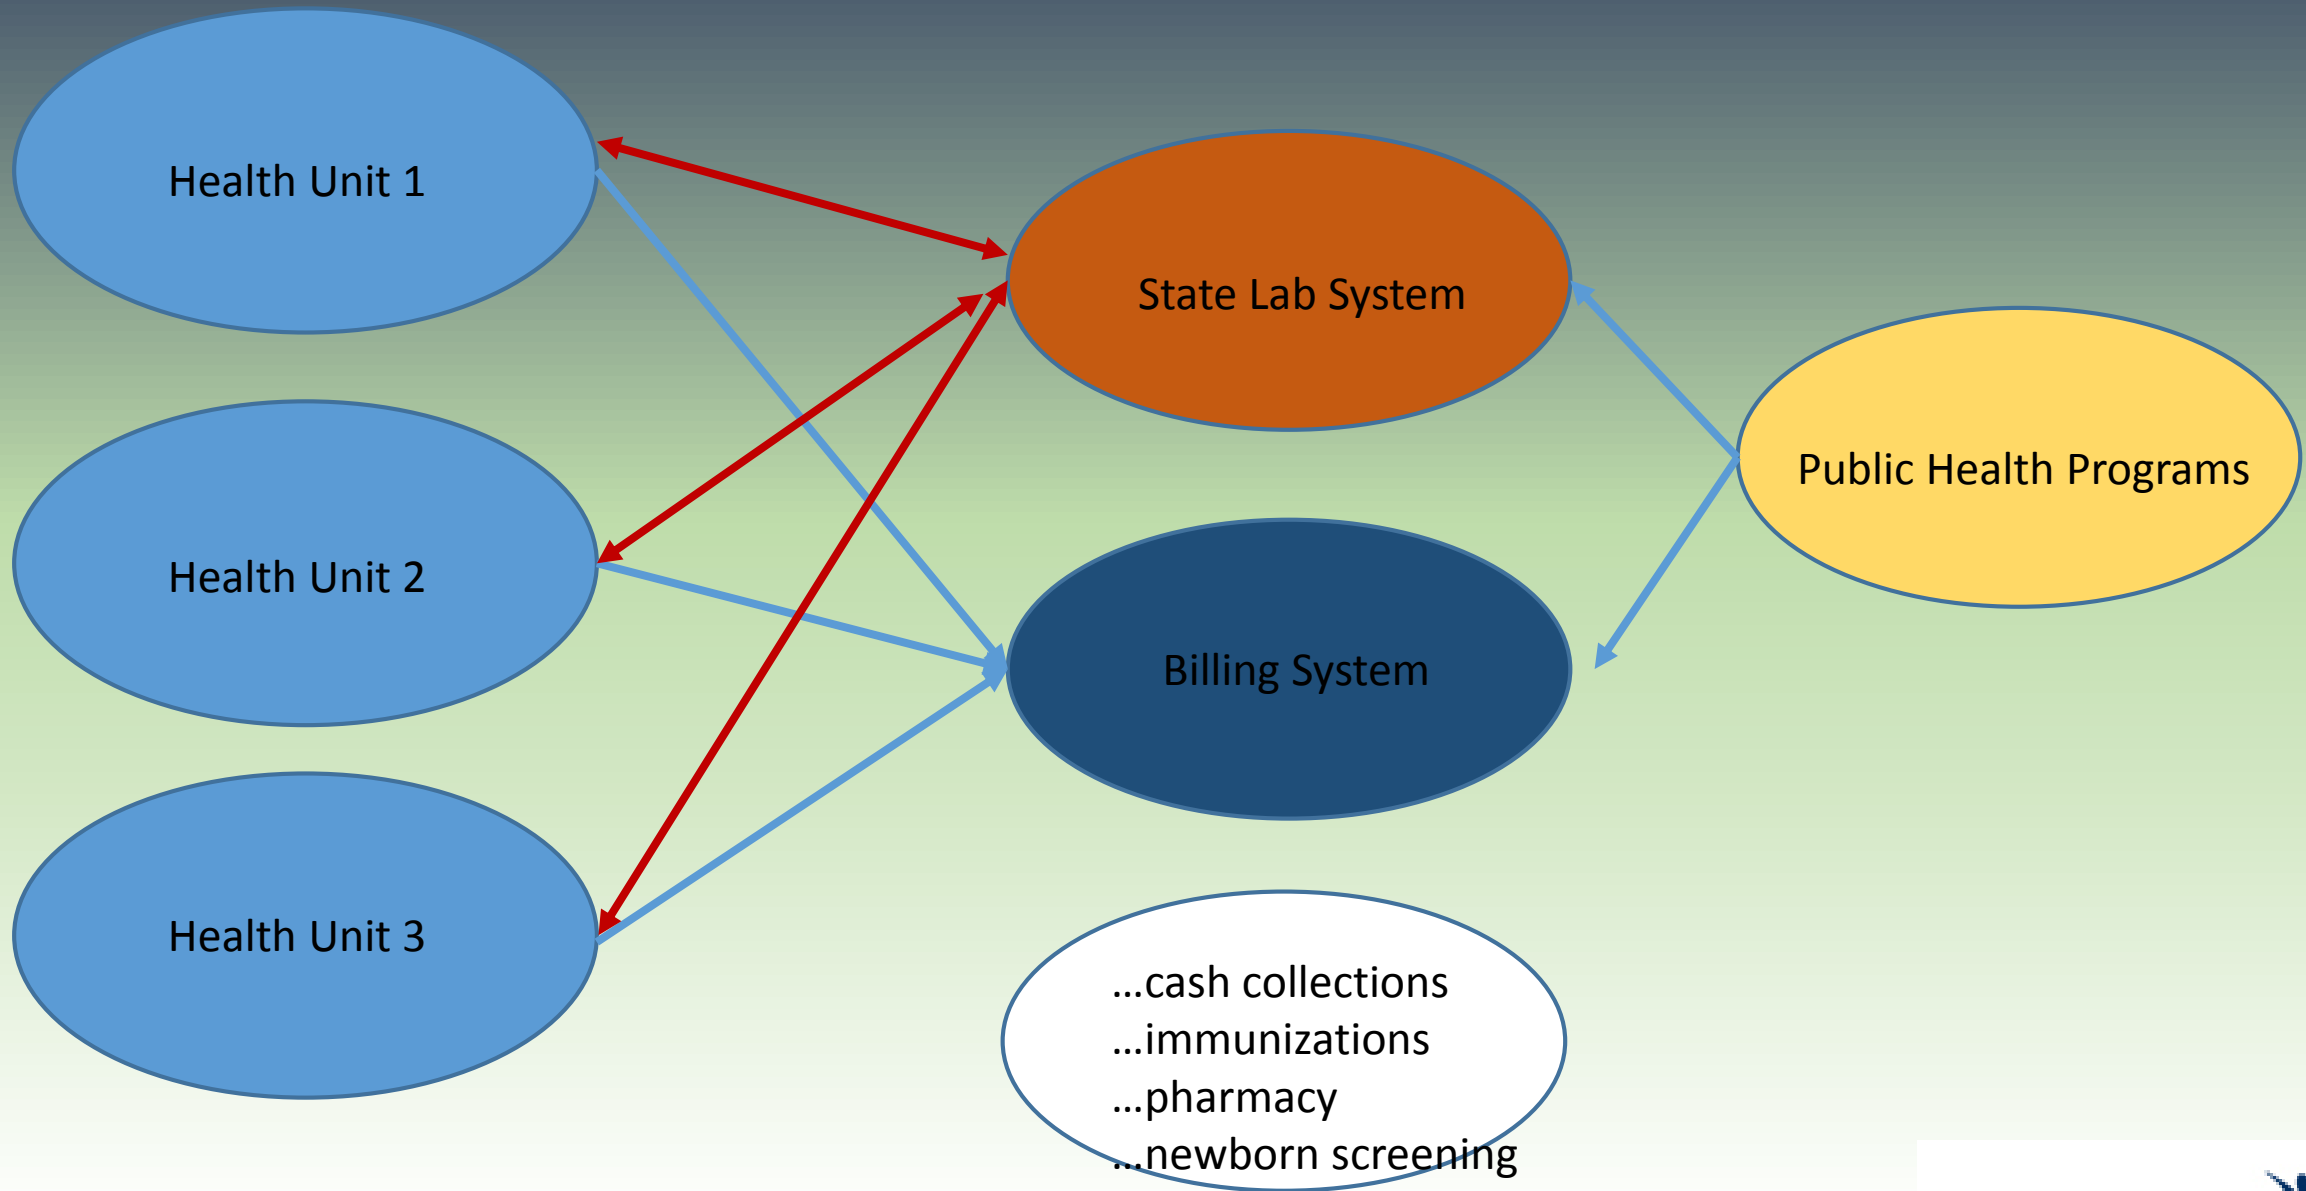 Health Unit 1
State Lab System
Public Health Programs
Health Unit 2
Billing System
Health Unit 3
...cash collections
...immunizations
...pharmacy
...newborn screening